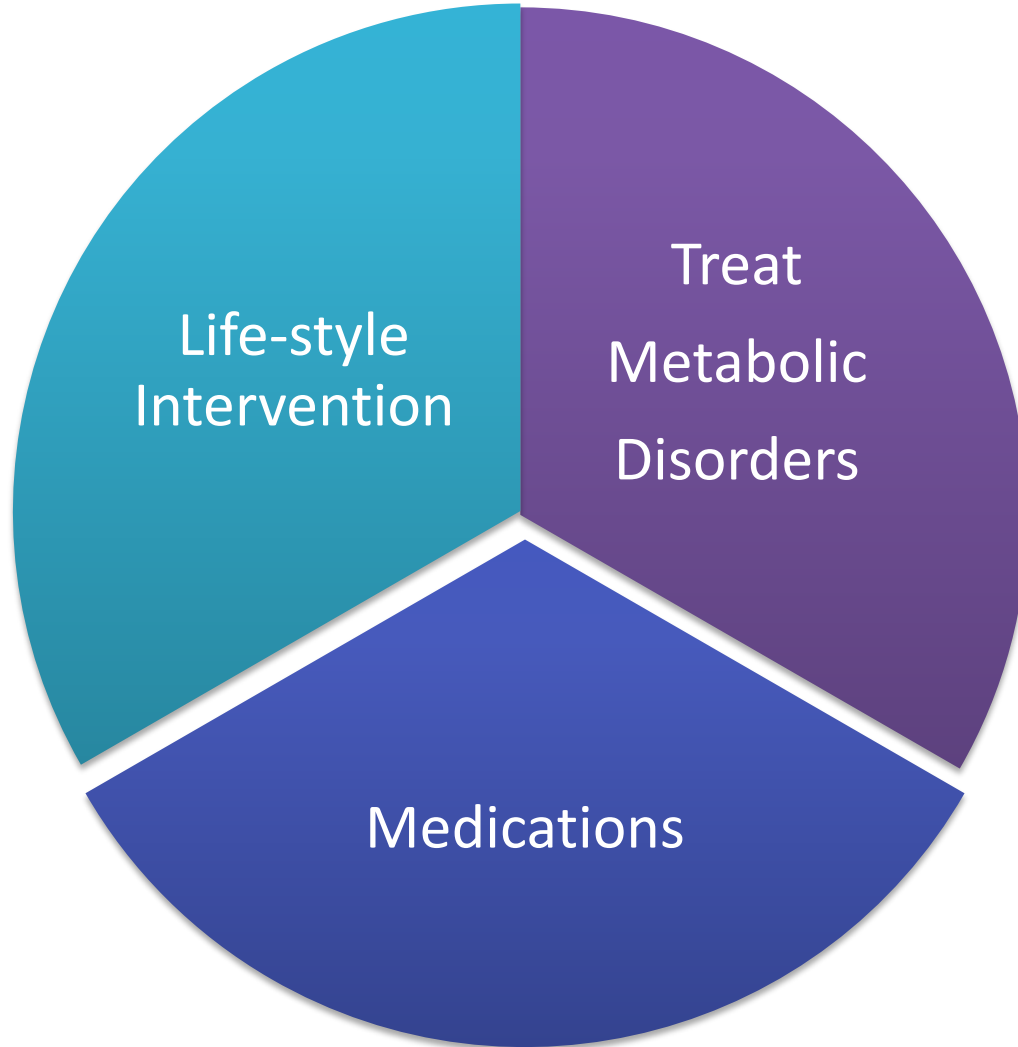 Life-style
Intervention
Treat
Metabolic
Disorders
Medications